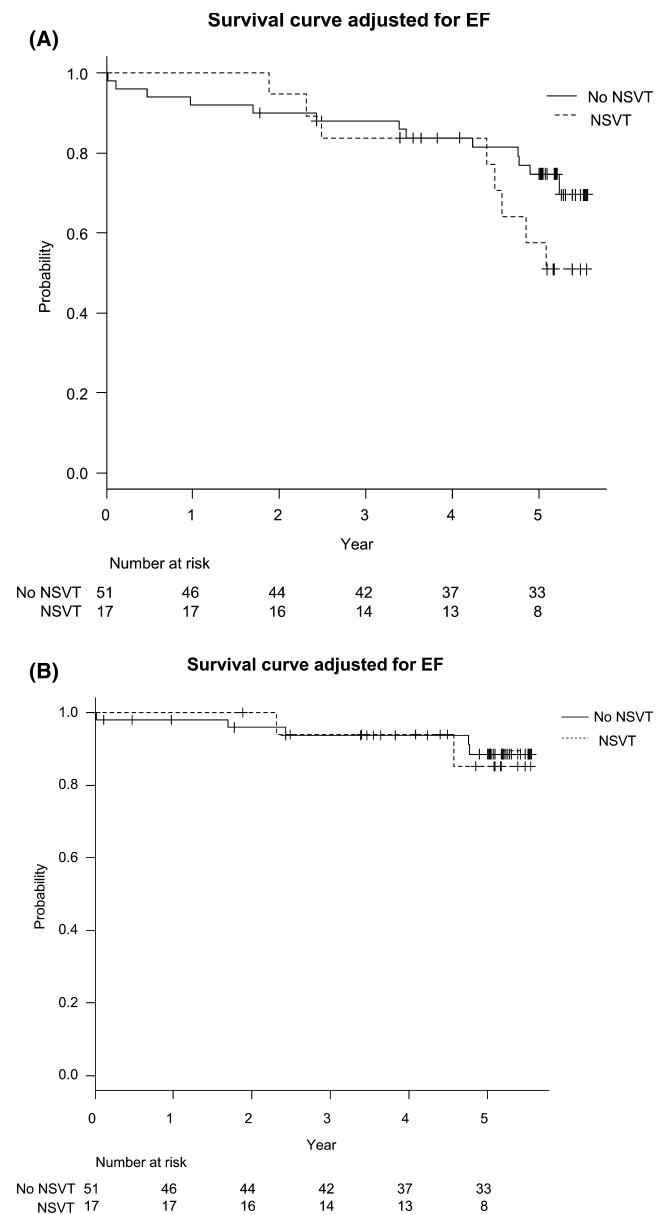 Survival curve adjusted for EF
(A)
1.0
0.8
0.6
0.4
0.2
0.0
Probability
No NSVT
NSVT
0 1 2 3 4 5
Year
Number at risk
No NSVT 51 46 44 42 37 33
NSVT 17 17 16 14 13 8
(B)
Survival curve adjusted for EF
1.0
0.8
0.6
0.4
0.2
0.0
Probability
No NSVT
NSVT
0 1 2 3 4 5
Year
Number at risk
No NSVT 51 46 44 42 37 33
NSVT 17 17 16 14 13 8